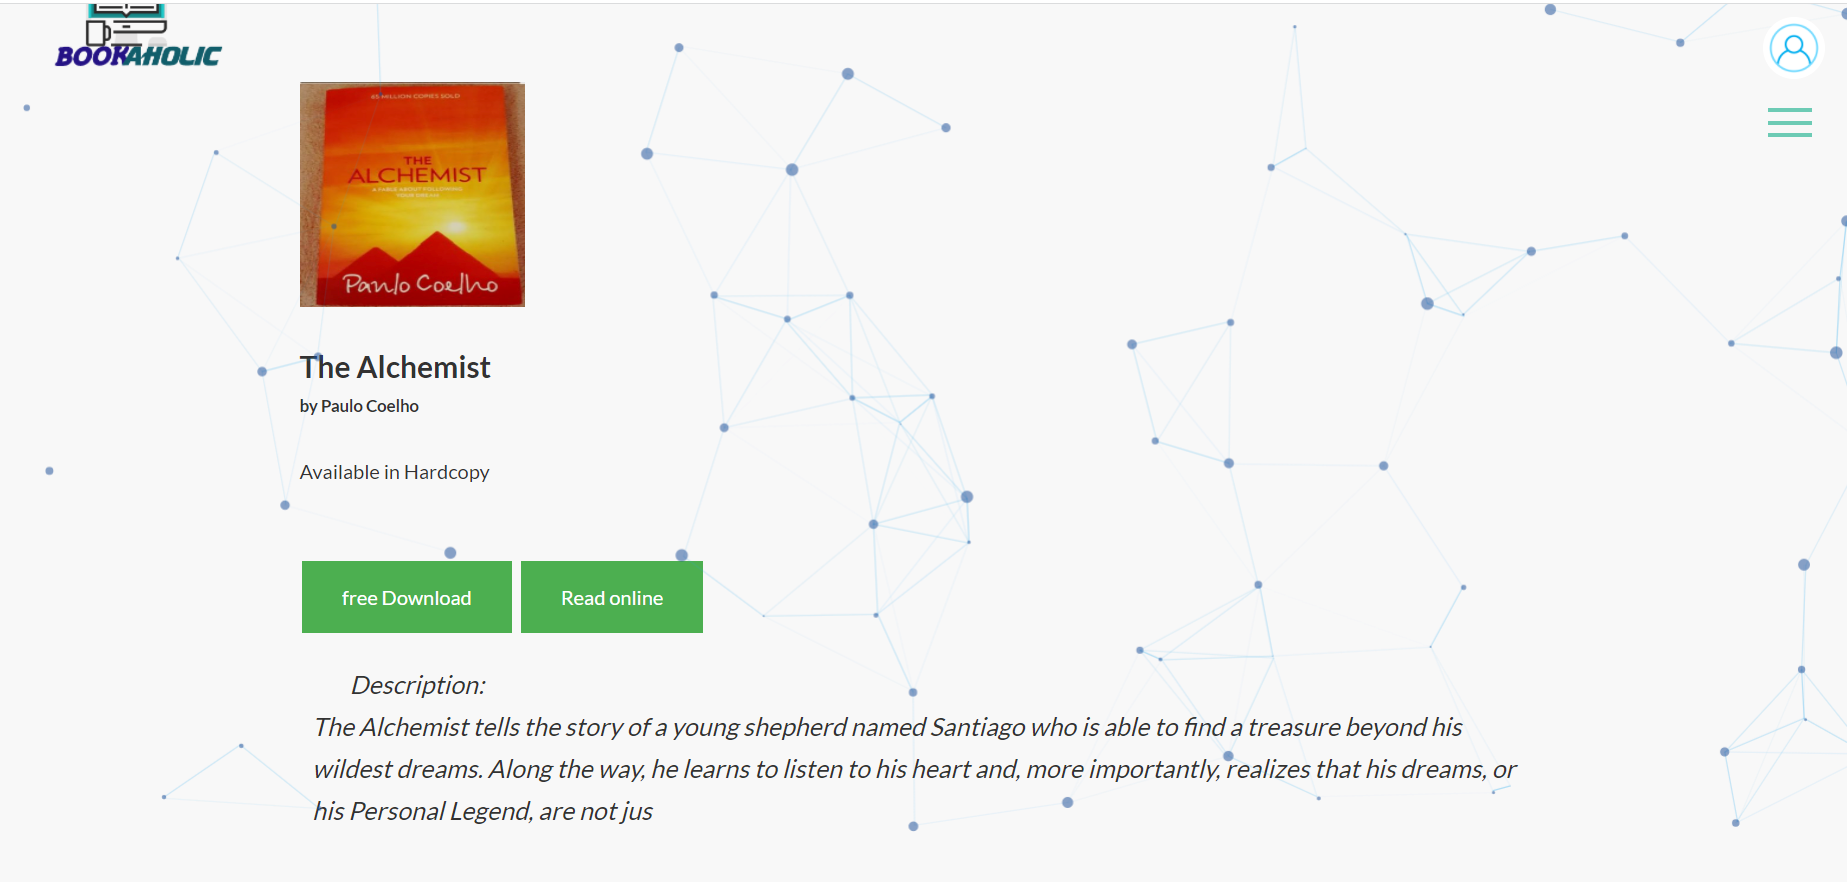 BOOKAHOLIC
45 MILLION COPIES SOLD
THE
ALCHEMIST
A FABLE ABOUT FOLLOWING
YOUR DREAM
Paulo Coelho
The Alchemist
by Paulo Coelho
Available in Hardcopy
free Download
Read online
Description:
The Alchemist tells the story of a young shepherd named Santiago who is able to find a treasure beyond his
wildest dreams. Along the way, he learns to listen to his heart and, more importantly, realizes that his dreams, or
his Personal Legend, are not jus